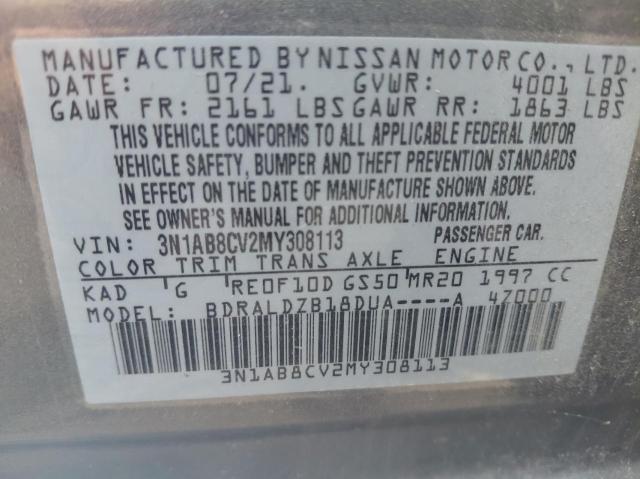 MANUFACTURED BY NISSAN MOTOR CO., LTD.
DATE: 07/21. GVWR: 4001 LBS
GAWR FR: 2161 LBS GAWR RR: 1863 LBS
THIS VEHICLE CONFORMS TO ALL APPLICABLE FEDERAL MOTOR
VEHICLE SAFETY, BUMPER AND THEFT PREVENTION STANDARDS
IN EFFECT ON THE DATE OF MANUFACTURE SHOWN ABOVE.
SEE OWNER'S MANUAL FOR ADDITIONAL INFORMATION.
VIN: 3N1AB8CV2MY308113 PASSENGER CAR.
COLOR TRIM TRANS AXLE ENGINE
KAD G RE0F10D GS50 MR20 1997 CC
MODEL: BDRALDZB18DUA----A 47000
3N1AB8CV2MY308113